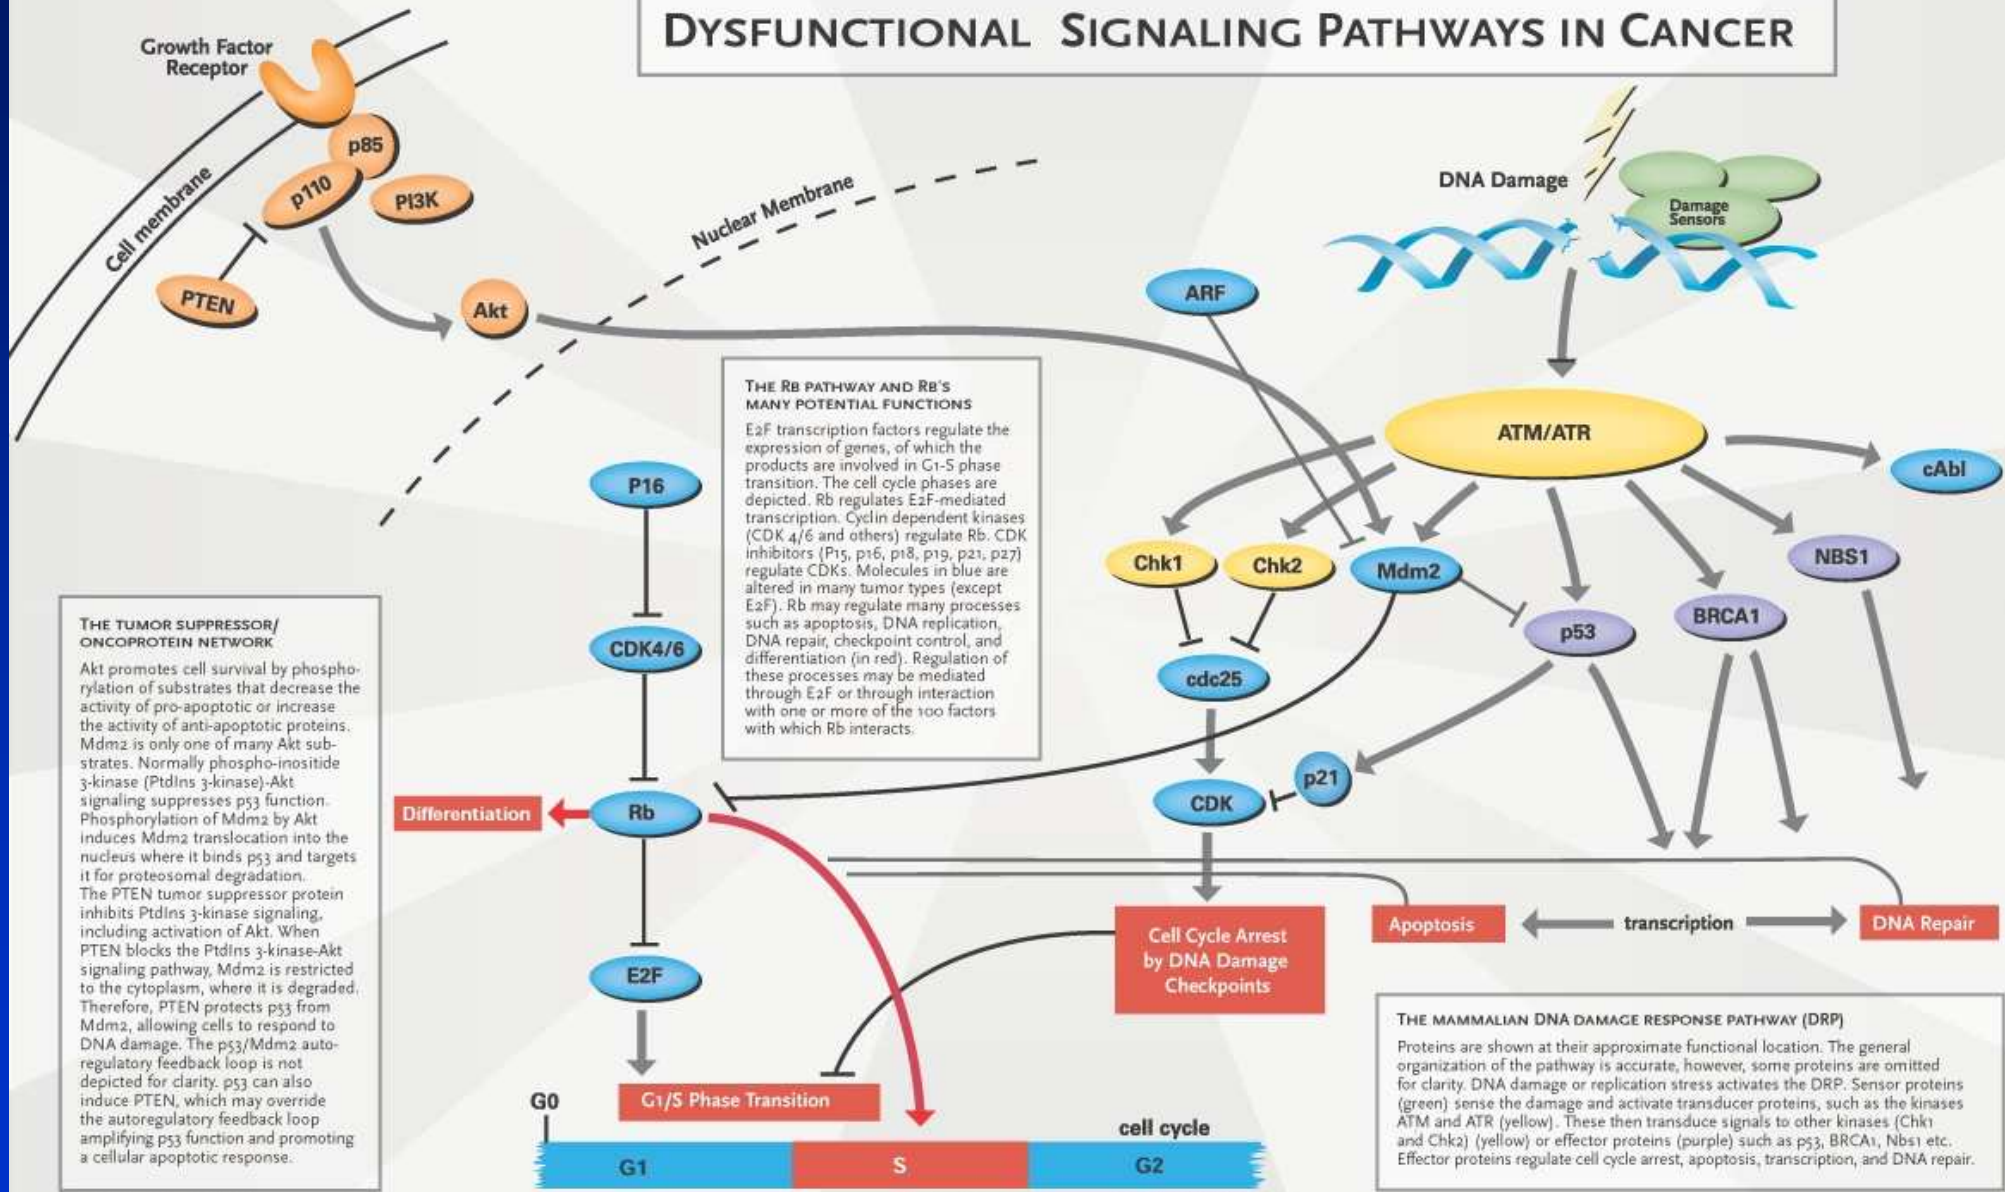 DYSFUNCTIONAL SIGNALING PATHWAYS IN CANCER
Growth Factor
Receptor
p85
p110
PI3K
Cell membrane
PTEN
Akt
Nuclear Membrane
DNA Damage
Damage
Sensors
ARF
ATM/ATR
cAbl
P16
Chk1
Chk2
Mdm2
NBS1
p53
BRCA1
CDK4/6
cdc25
CDK
p21
Differentiation
Rb
E2F
THE RB PATHWAY AND RB'S
MANY POTENTIAL FUNCTIONS
E2F transcription factors regulate the
expression of genes, of which the
products are involved in G1-S phase
transition. The cell cycle phases are
depicted. Rb regulates E2F-mediated
transcription. Cyclin dependent kinases
(CDK 4/6 and others) regulate Rb. CDK
inhibitors (P15, p16, p18, p19, p21, p27)
regulate CDKs. Molecules in blue are
altered in many tumor types (except
E2F). Rb may regulate many processes
such as apoptosis, DNA replication,
DNA repair, checkpoint control, and
differentiation (in red). Regulation of
these processes may be mediated
through E2F or through interaction
with one or more of the 100 factors
with which Rb interacts.
THE TUMOR SUPPRESSOR/
ONCOPROTEIN NETWORK
Akt promotes cell survival by phospho-
rylation of substrates that decrease the
activity of pro-apoptotic or increase
the activity of anti-apoptotic proteins.
Mdm2 is only one of many Akt sub-
strates. Normally phospho-inositide
3-kinase (PtdIns 3-kinase)-Akt
signaling suppresses p53 function.
Phosphorylation of Mdm2 by Akt
induces Mdm2 translocation into the
nucleus where it binds p53 and targets
it for proteosomal degradation.
The PTEN tumor suppressor protein
inhibits PtdIns 3-kinase signaling,
including activation of Akt. When
PTEN blocks the PtdIns 3-kinase-Akt
signaling pathway, Mdm2 is restricted
to the cytoplasm, where it is degraded.
Therefore, PTEN protects p53 from
Mdm2, allowing cells to respond to
DNA damage. The p53/Mdm2 auto-
regulatory feedback loop is not
depicted for clarity. p53 can also
induce PTEN, which may override
the autoregulatory feedback loop
amplifying p53 function and promoting
a cellular apoptotic response.
Cell Cycle Arrest
by DNA Damage
Checkpoints
Apoptosis
transcription
DNA Repair
THE MAMMALIAN DNA DAMAGE RESPONSE PATHWAY (DRP)
Proteins are shown at their approximate functional location. The general
organization of the pathway is accurate, however, some proteins are omitted
for clarity. DNA damage or replication stress activates the DRP. Sensor proteins
(green) sense the damage and activate transducer proteins, such as the kinases
ATM and ATR (yellow). These then transduce signals to other kinases (Chk1
and Chk2) (yellow) or effector proteins (purple) such as p53, BRCA1, Nbs1 etc.
Effector proteins regulate cell cycle arrest, apoptosis, transcription, and DNA repair.
G0
G1/S Phase Transition
cell cycle
G1
S
G2